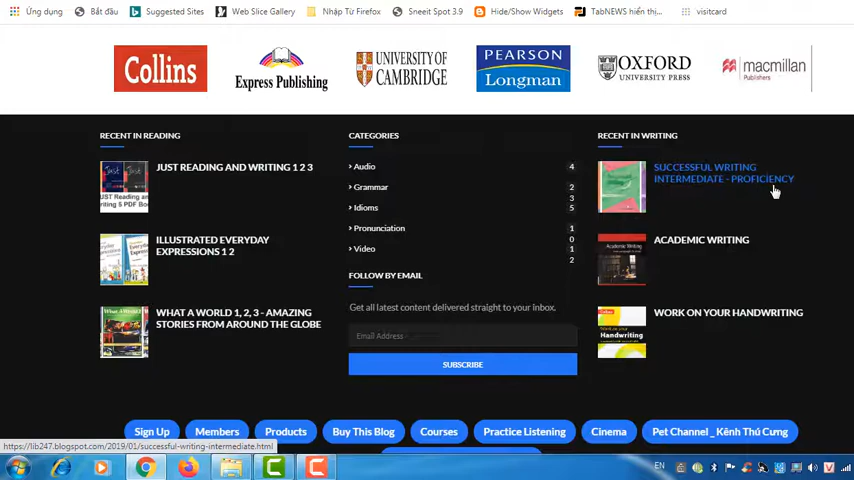 Ứng dụng Bắt đầu Suggested Sites Web Slice Gallery Nhập Từ Firefox Sneeit Spot 3.9 Hide/Show Widgets TabNEWS hiển thị... visitcard
Collins
Express Publishing
UNIVERSITY OF
CAMBRIDGE
PEARSON
Longman
OXFORD
UNIVERSITY PRESS
macmillan
Publishers
RECENT IN READING
JUST READING AND WRITING 1 2 3
ILLUSTRATED EVERYDAY
EXPRESSIONS 1 2
WHAT A WORLD 1, 2, 3 - AMAZING
STORIES FROM AROUND THE GLOBE
CATEGORIES
Audio 4
Grammar 2
3
Idioms 5
Pronunciation 1
0
Video 1
2
FOLLOW BY EMAIL
Get all latest content delivered straight to your inbox.
Email Address
SUBSCRIBE
RECENT IN WRITING
SUCCESSFUL WRITING
INTERMEDIATE - PROFICIENCY
ACADEMIC WRITING
Academic Writing
WORK ON YOUR HANDWRITING
Handwriting
Sign Up Members Products Buy This Blog Courses Practice Listening Cinema Pet Channel _ Kênh Thú Cưng
https://lib247.blogspot.com/2019/01/successful-writing-intermediate.html
EN